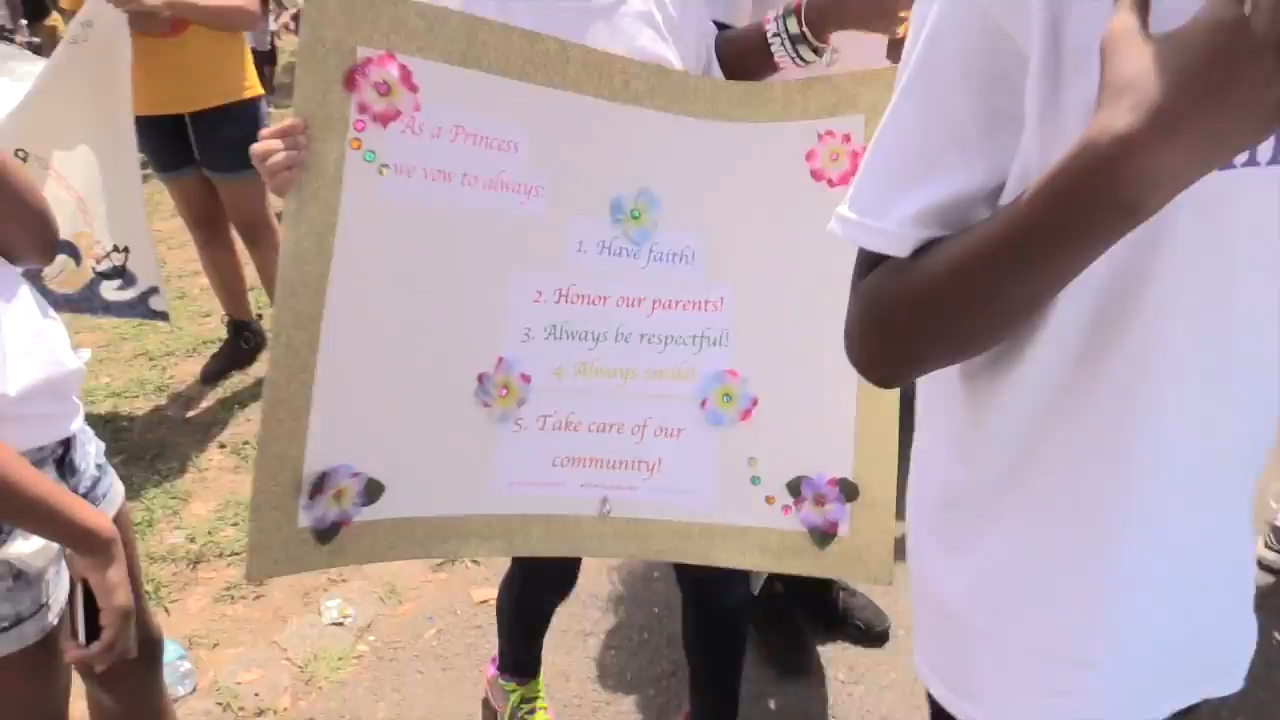 As a Princess
we vow to always:
1. Have faith!
2. Honor our parents!
3. Always be respectful!
4. Always smile!
5. Take care of our
community!